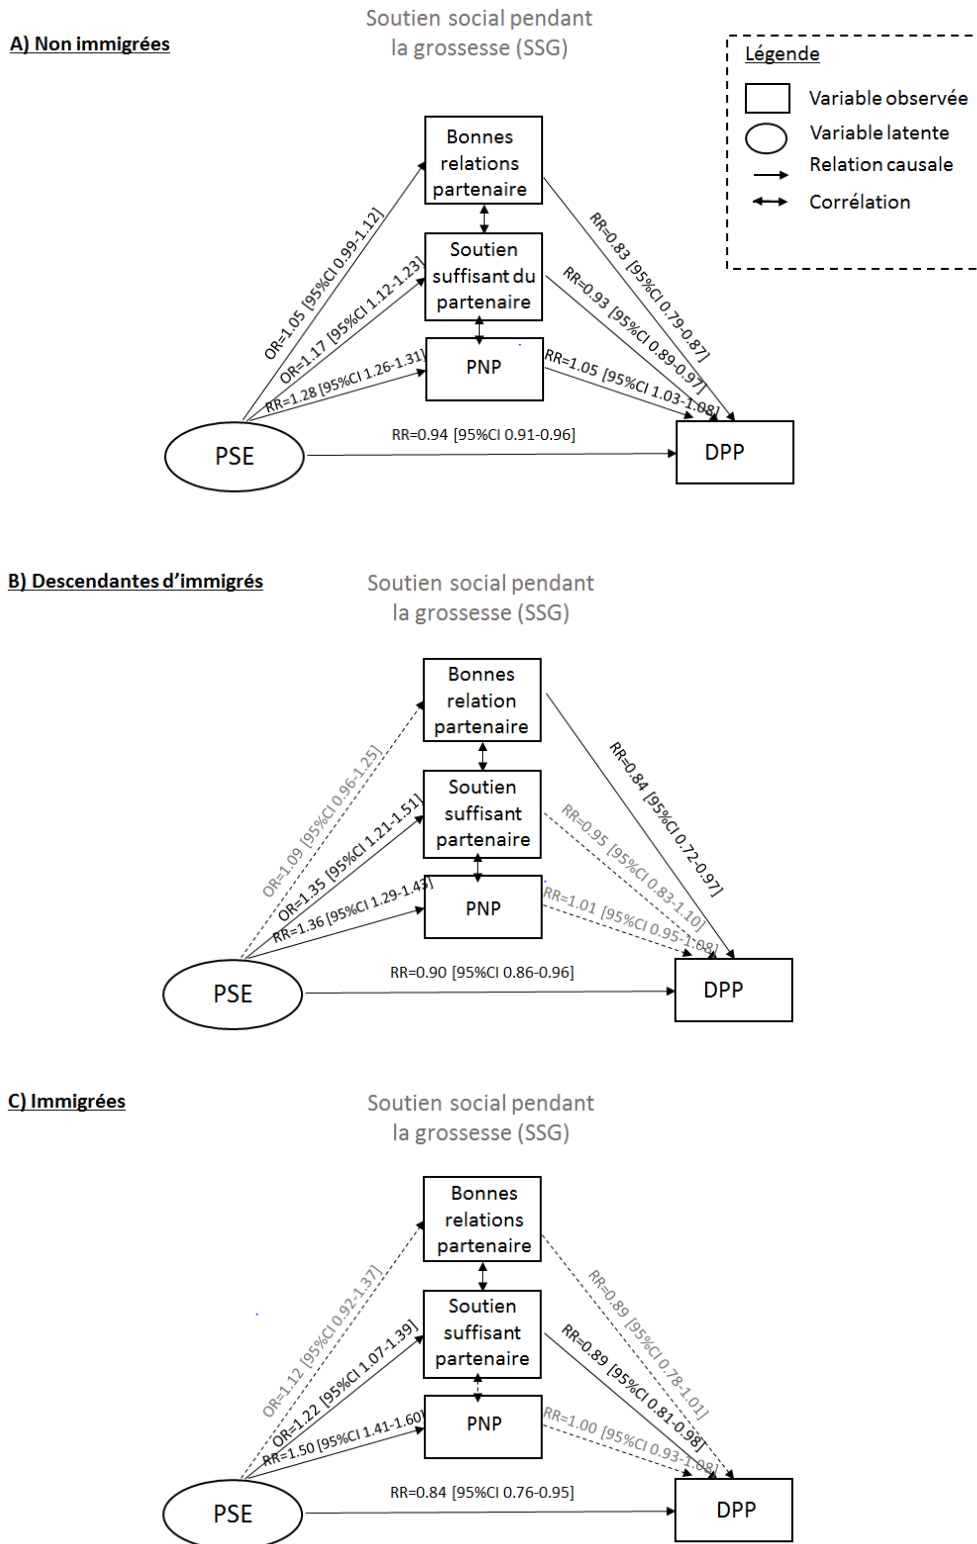 Soutien social pendant
la grossesse (SSG)
A) Non immigrées
Légende
Variable observée
Variable latente
Relation causale
Corrélation
Bonnes
relations
partenaire
Soutien
suffisant du
partenaire
PNP
OR=1.05 [95%CI 0.99-1.12]
OR=1.17 [95%CI 1.12-1.23]
RR=1.28 [95%CI 1.26-1.31]
RR=0.83 [95%CI 0.79-0.87]
RR=0.93 [95%CI 0.89-0.97]
RR=1.05 [95%CI 1.03-1.08]
RR=0.94 [95%CI 0.91-0.96]
PSE
DPP
B) Descendantes d'immigrés
Soutien social pendant
la grossesse (SSG)
Bonnes
relation
partenaire
Soutien
suffisant
partenaire
PNP
OR=1.09 [95%CI 0.96-1.25]
OR=1.35 [95%CI 1.21-1.51]
RR=1.36 [95%CI 1.29-1.43]
RR=0.84 [95%CI 0.72-0.97]
RR=0.95 [95%CI 0.83-1.10]
RR=1.01 [95%CI 0.95-1.08]
RR=0.90 [95%CI 0.86-0.96]
PSE
DPP
C) Immigrées
Soutien social pendant
la grossesse (SSG)
Bonnes
relations
partenaire
Soutien
suffisant
partenaire
PNP
OR=1.12 [95%CI 0.92-1.37]
OR=1.22 [95%CI 1.07-1.39]
RR=1.50 [95%CI 1.41-1.60]
RR=0.89 [95%CI 0.78-1.01]
RR=0.89 [95%CI 0.81-0.98]
RR=1.00 [95%CI 0.93-1.08]
RR=0.84 [95%CI 0.76-0.95]
PSE
DPP